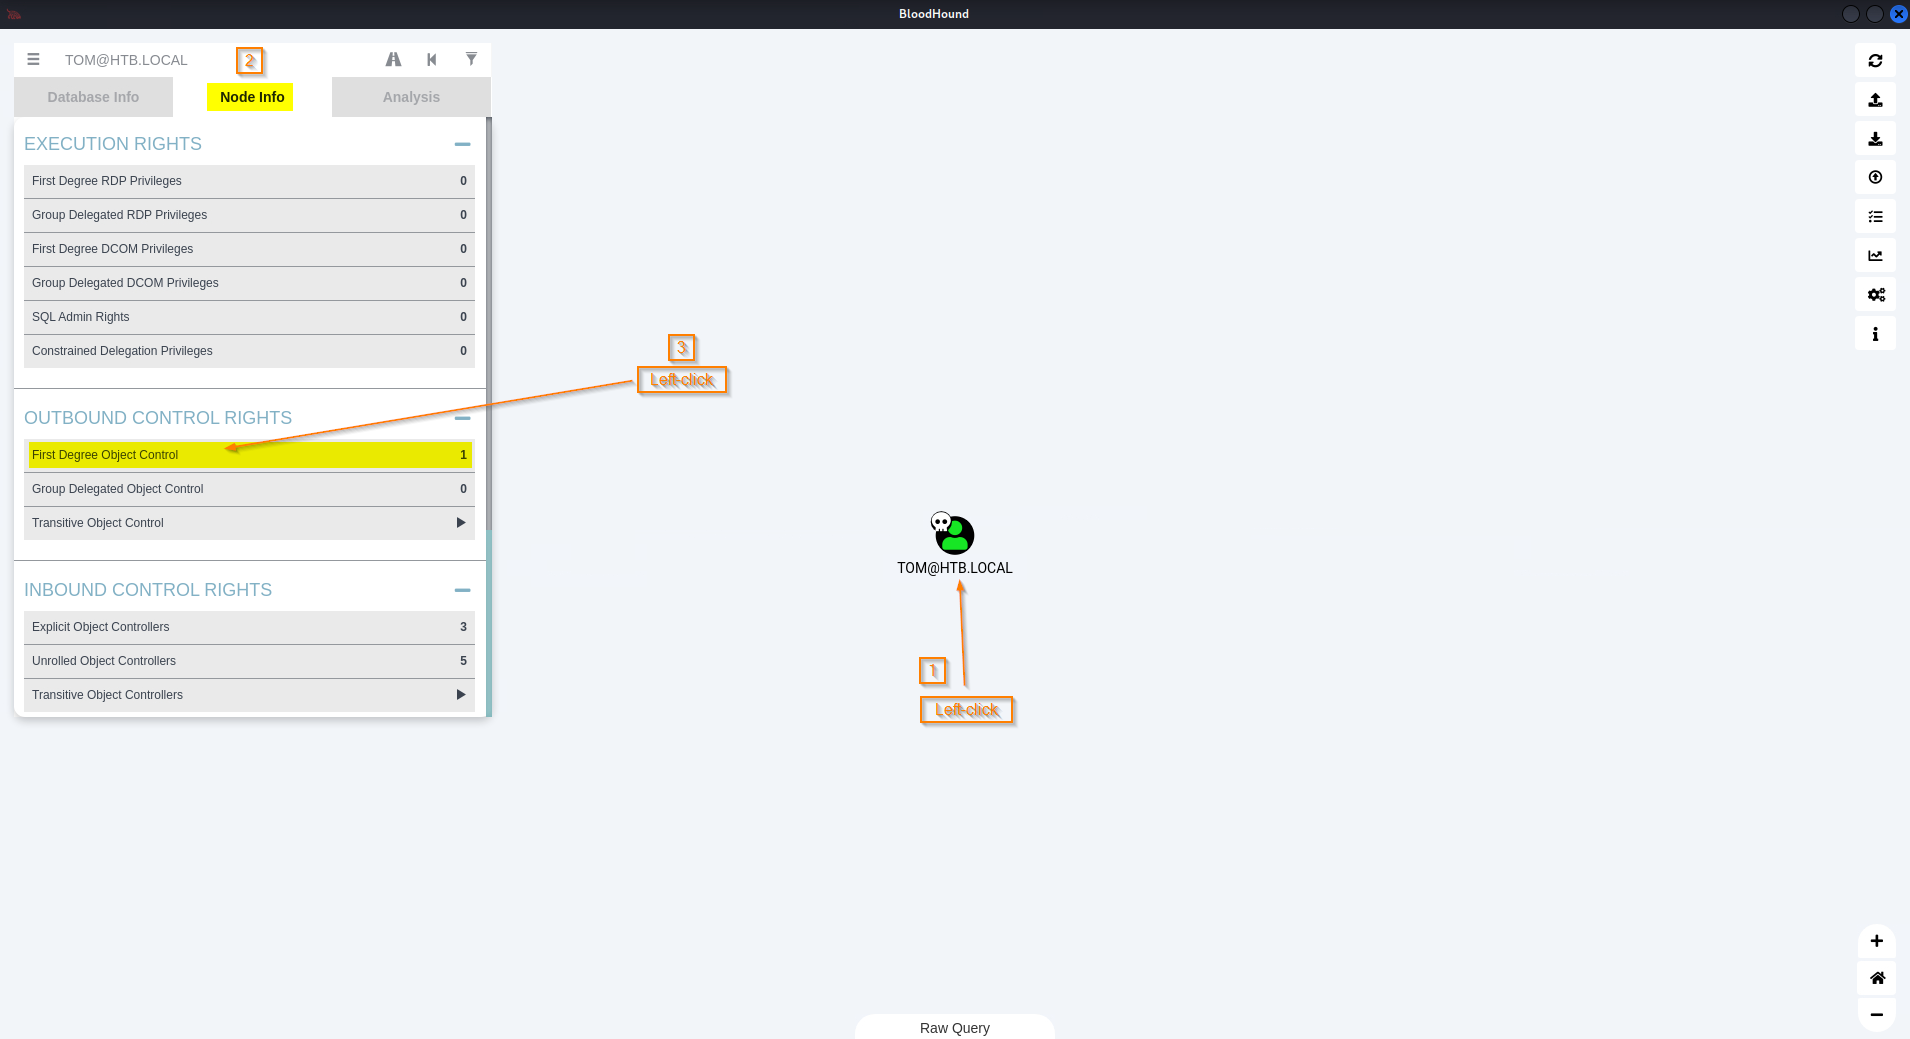 BloodHound
TOM@HTB.LOCAL
2
Database Info
Node Info
Analysis
EXECUTION RIGHTS
First Degree RDP Privileges 0
Group Delegated RDP Privileges 0
First Degree DCOM Privileges 0
Group Delegated DCOM Privileges 0
SQL Admin Rights 0
Constrained Delegation Privileges 0
3
Left-click
OUTBOUND CONTROL RIGHTS
First Degree Object Control 1
Group Delegated Object Control 0
Transitive Object Control
TOM@HTB.LOCAL
INBOUND CONTROL RIGHTS
Explicit Object Controllers 3
Unrolled Object Controllers 5
Transitive Object Controllers
1
Left-click
Raw Query